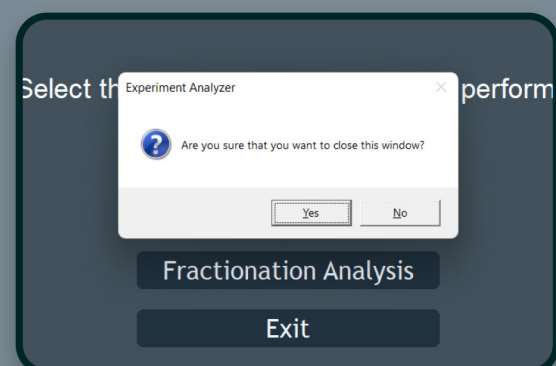 Select th
perform
Experiment Analyzer
Are you sure that you want to close this window?
Yes
No
Fractionation Analysis
Exit